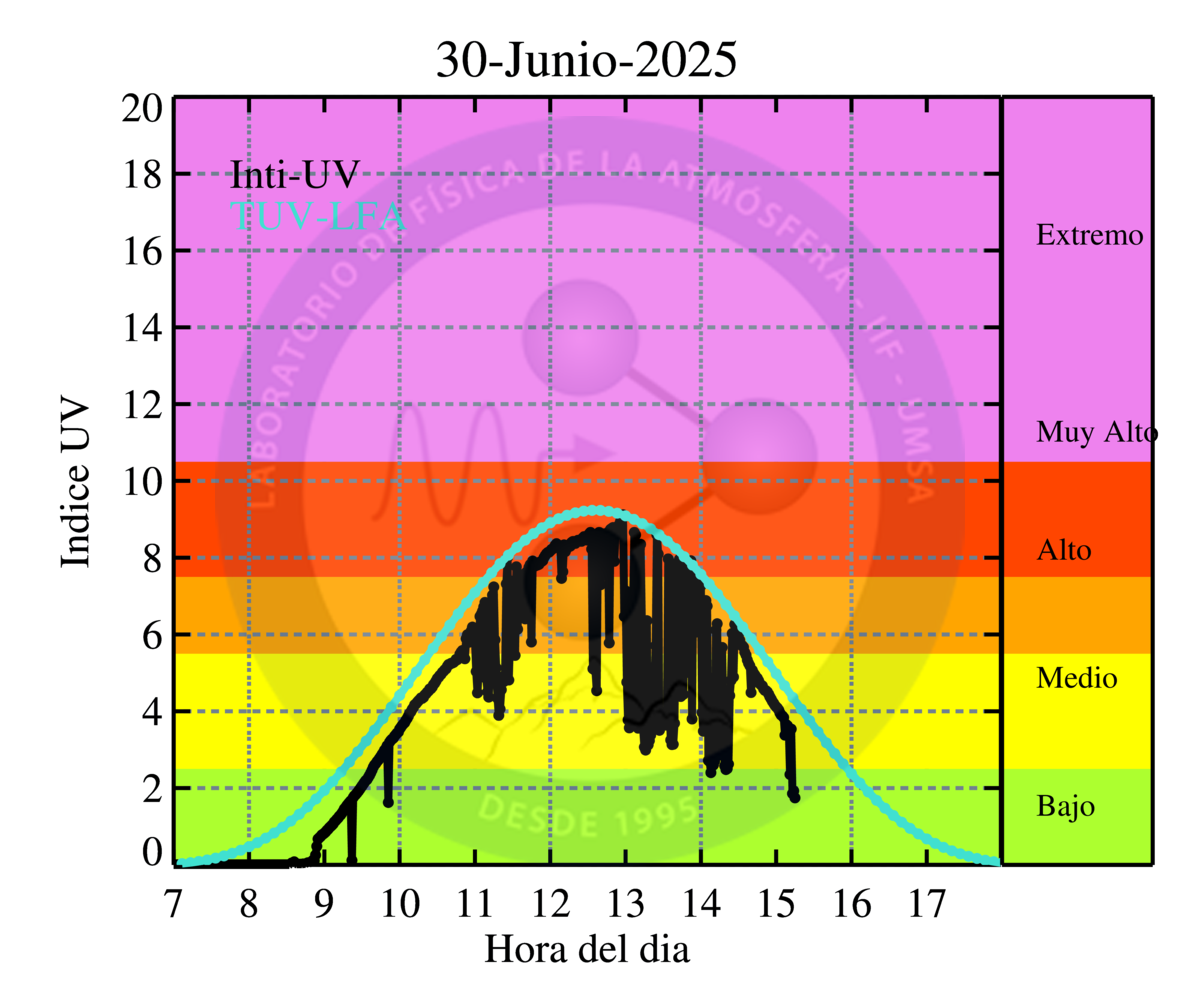 30-Junio-2025
20
18
16
14
12
10
8
6
4
2
0
Indice UV
Inti-UV
TUV-LFA
LABORATORIO DE FÍSICA DE LA ATMÓSFERA - IIF - UMSA
DESDE 1995
Extremo
Muy Alto
Alto
Medio
Bajo
7 8 9 10 11 12 13 14 15 16 17
Hora del dia